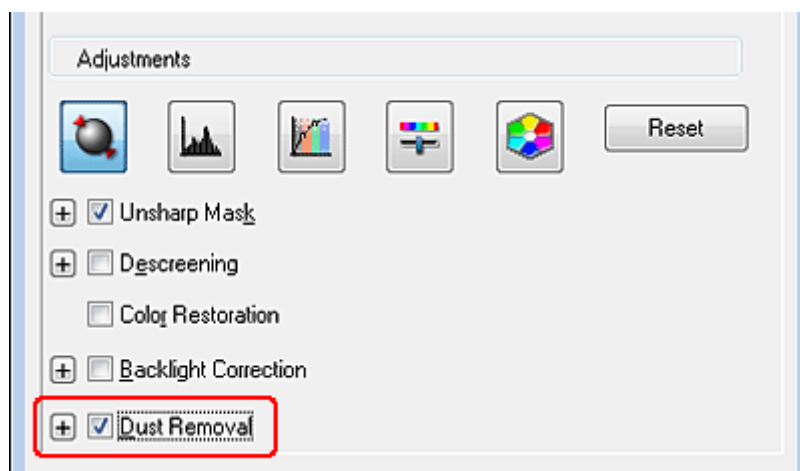 Adjustments
Reset
Unsharp Mask
Descreening
Color Restoration
Backlight Correction
Dust Removal